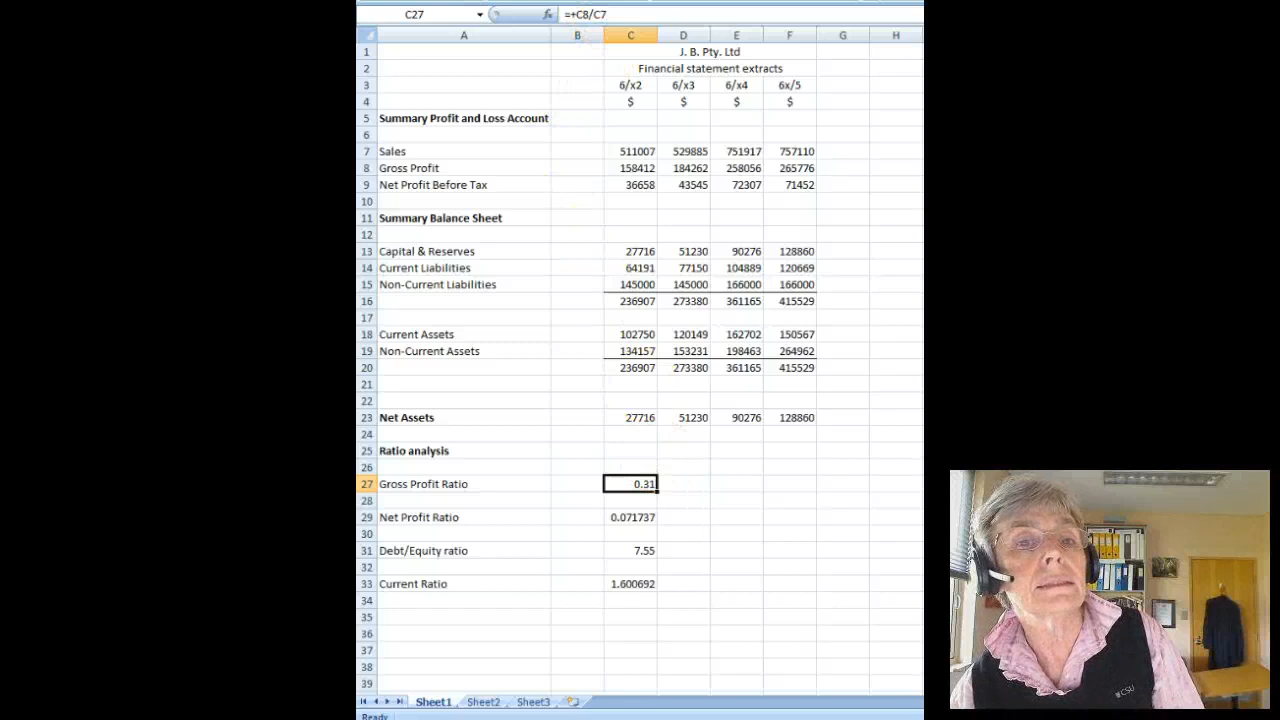 C27 =+C8/C7
A B C D E F G H
1 J. B. Pty. Ltd
2 Financial statement extracts
3 6/x2 6/x3 6/x4 6x/5
4 $ $ $ $
5 Summary Profit and Loss Account
6
7 Sales 511007 529885 751917 757110
8 Gross Profit 158412 184262 258056 265776
9 Net Profit Before Tax 36658 43545 72307 71452
10
11 Summary Balance Sheet
12
13 Capital & Reserves 27716 51230 90276 128860
14 Current Liabilities 64191 77150 104889 120669
15 Non-Current Liabilities 145000 145000 166000 166000
16 236907 273380 361165 415529
17
18 Current Assets 102750 120149 162702 150567
19 Non-Current Assets 134157 153231 198463 264962
20 236907 273380 361165 415529
21
22
23 Net Assets 27716 51230 90276 128860
24
25 Ratio analysis
26
27 Gross Profit Ratio 0.31
28
29 Net Profit Ratio 0.071737
30
31 Debt/Equity ratio 7.55
32
33 Current Ratio 1.600692
34
35
36
37
38
39
Sheet1 Sheet2 Sheet3
Ready
CSU